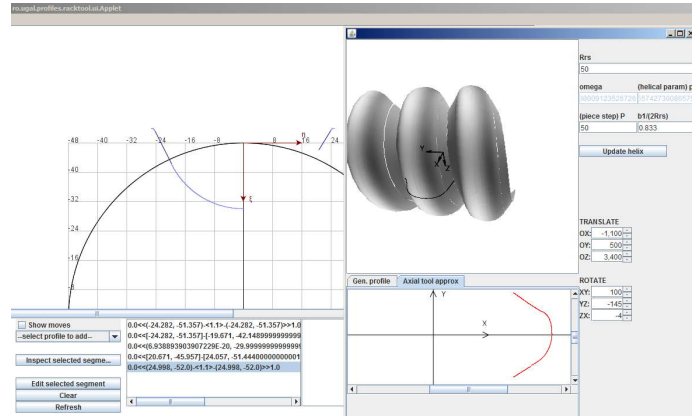 ro.ugal.profiles.racktool.ui.Applet
Rrs
50
omega (helical param) p
(piece step) P b1/(2Rrs)
50 0.833
Update helix
-48 -40 -32 -24 -16 -8 η 8 16 24
-40
-32 ξ
-24
-16
-8
Y X Z
TRANSLATE
OX: -1,100
OY: 500
OZ: 3,400
ROTATE
XY: 100
YZ: -145
ZX: -4
Gen. profile Axial tool approx
Y
X
Show moves
--select profile to add--
Inspect selected segme...
Edit selected segment
Clear
Refresh
0.0<<(-24.282, -51.357)-<1.1>-(-24.282, -51.357)>>1.0
0.0<<[-24.282, -51.357]-[-19.671, -42.1489999999999
0.0<<(6.938893903907229E-20, -29.9999999999999
0.0<<[20.671, -45.957]-[24.057, -51.44400000000001
0.0<<(24.998, -52.0)-<1.1>-(24.998, -52.0)>>1.0